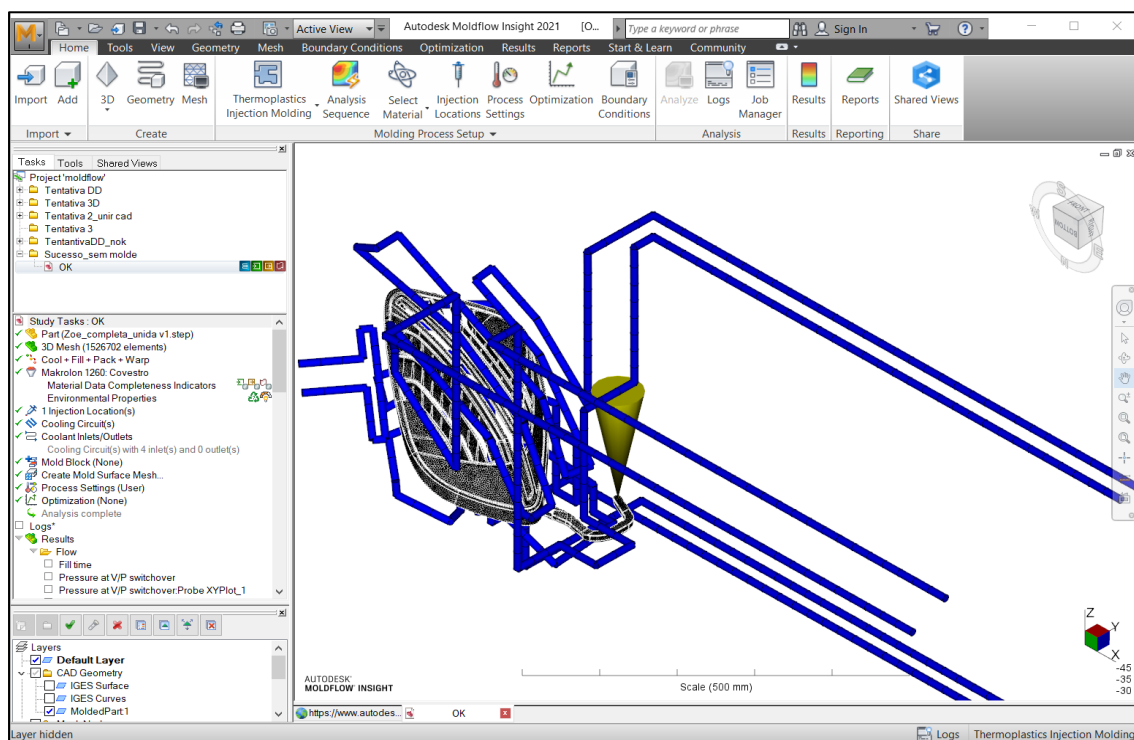 M
Active View
Autodesk Moldflow Insight 2021 [O...
Type a keyword or phrase
Sign In
Home Tools View Geometry Mesh Boundary Conditions Optimization Results Reports Start & Learn Community
Import Add 3D Geometry Mesh Thermoplastics Injection Molding Analysis Sequence Select Material Injection Locations Process Settings Optimization Boundary Conditions Analyze Logs Job Manager Results Reports Shared Views
Import Create Molding Process Setup Analysis Results Reporting Share
Tasks Tools Shared Views
Project 'moldflow'
Tentativa DD
Tentativa 3D
Tentativa 2_unir cad
Tentativa 3
TentantivaDD_nok
Sucesso_sem molde
OK
Study Tasks : OK
Part (Zoe_completa_unida v1.step)
3D Mesh (1526702 elements)
Cool + Fill + Pack + Warp
Makrolon 1260: Covestro
Material Data Completeness Indicators
Environmental Properties
1 Injection Location(s)
Cooling Circuit(s)
Coolant Inlets/Outlets
Cooling Circuit(s) with 4 inlet(s) and 0 outlet(s)
Mold Block (None)
Create Mold Surface Mesh...
Process Settings (User)
Optimization (None)
Analysis complete
Logs*
Results
Flow
Fill time
Pressure at V/P switchover
Pressure at V/P switchover:Probe XYPlot_1
Layers
Default Layer
CAD Geometry
IGES Surface
IGES Curves
MoldedPart:1
FRONT
BOTTOM
Z
Y
X
-45
-35
-30
AUTODESK'
MOLDFLOW' INSIGHT
Scale (500 mm)
https://www.autodes...
OK
Layer hidden
Logs
Thermoplastics Injection Molding